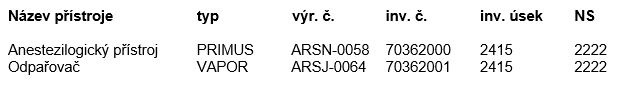 Název přístroje typ výr. č. inv. č. inv. úsek NS
Anestezilogický přístroj PRIMUS ARSN-0058 70362000 2415 2222
Odpařovač VAPOR ARSJ-0064 70362001 2415 2222